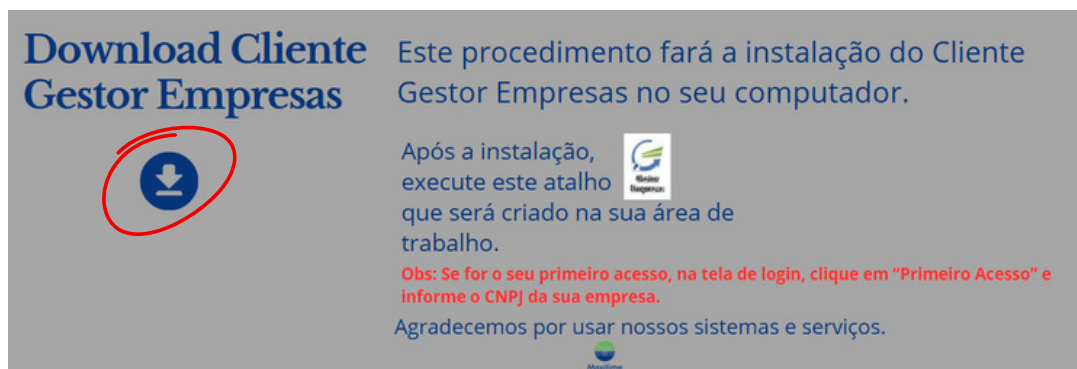 Download Cliente
Gestor Empresas
Este procedimento fará a instalação do Cliente
Gestor Empresas no seu computador.
Após a instalação,
execute este atalho
Gestor
Empresas
que será criado na sua área de
trabalho.
Obs: Se for o seu primeiro acesso, na tela de login, clique em “Primeiro Acesso” e
informe o CNPJ da sua empresa.
Agradecemos por usar nossos sistemas e serviços.